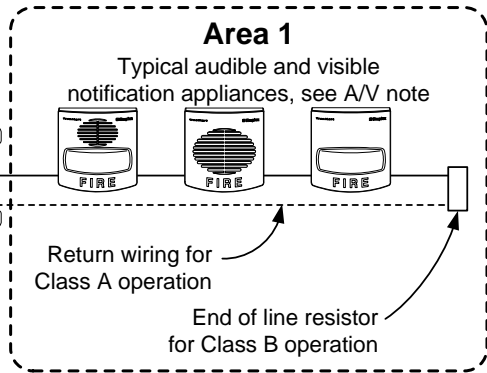 Area 1
Typical audible and visible
notification appliances, see A/V note
FIRE
FIRE
FIRE
Return wiring for
Class A operation
End of line resistor
for Class B operation